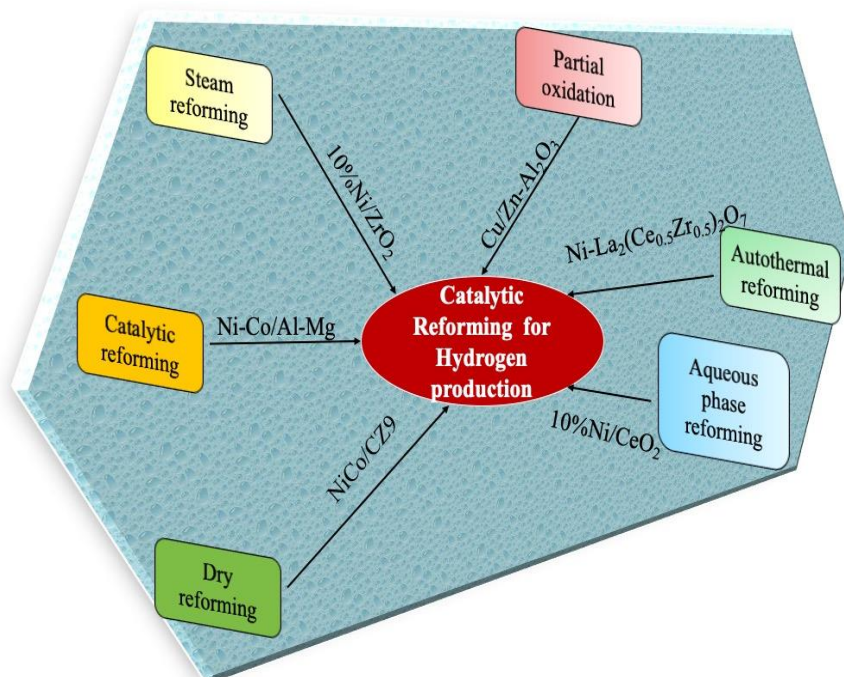 Steam
reforming
Partial
oxidation
10%Ni/ZrO₂
Cu/Zn-Al₂O₃
Ni-La₂(Ce₀.₅Zr₀.₅)₂O₇
Autothermal
reforming
Catalytic
reforming
Ni-Co/Al-Mg
Catalytic
Reforming for
Hydrogen
production
Aqueous
phase
reforming
10%Ni/CeO₂
NiCo/CZ9
Dry
reforming